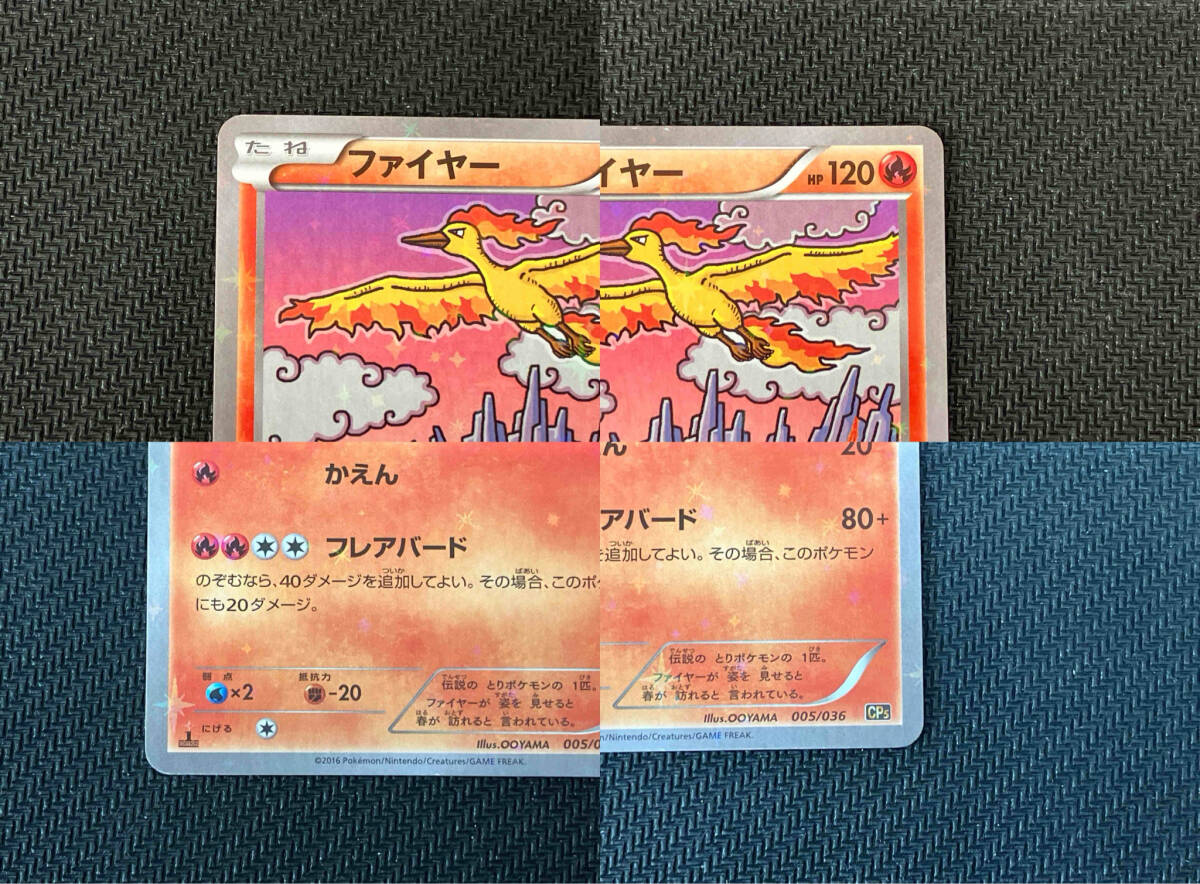 たね
ファイヤー
イヤー
HP 120
かえん
フレアバード
のぞむなら、40ダメージを追加してよい。その場合、このポケ
にも20ダメージ。
弱点
×2
抵抗力
-20
にげる
伝説の とりポケモンの 1匹。
ファイヤーが 姿を 見せると
春が 訪れると 言われている。
Illus.OOYAMA 005/0
©2016 Pokémon/Nintendo/Creatures/GAME FREAK.
ん
20
アバード
80+
追加してよい。その場合、このポケモン
伝説の とりポケモンの 1匹。
ファイヤーが 姿を 見せると
春が 訪れると 言われている。
Illus.OOYAMA 005/036
CP5
n/Nintendo/Creatures/GAME FREAK.